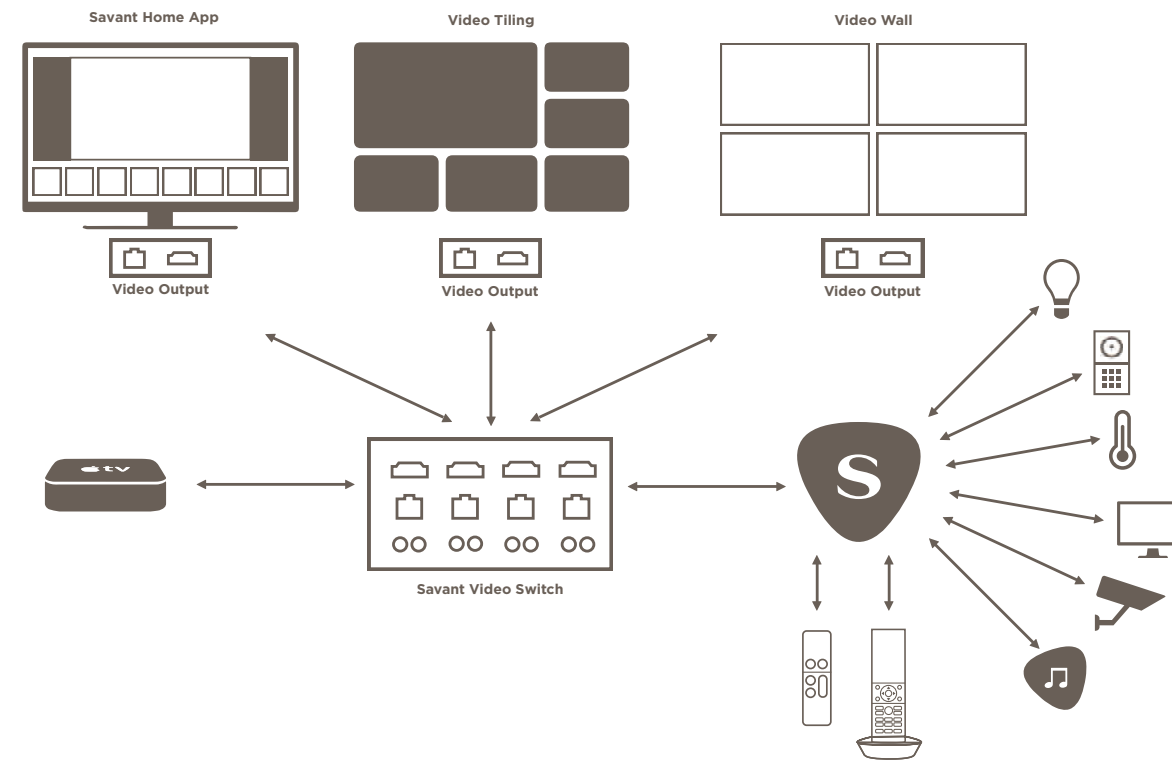 Savant Home App
Video Tiling
Video Wall
Video Output
Video Output
Video Output
tv
S
Savant Video Switch